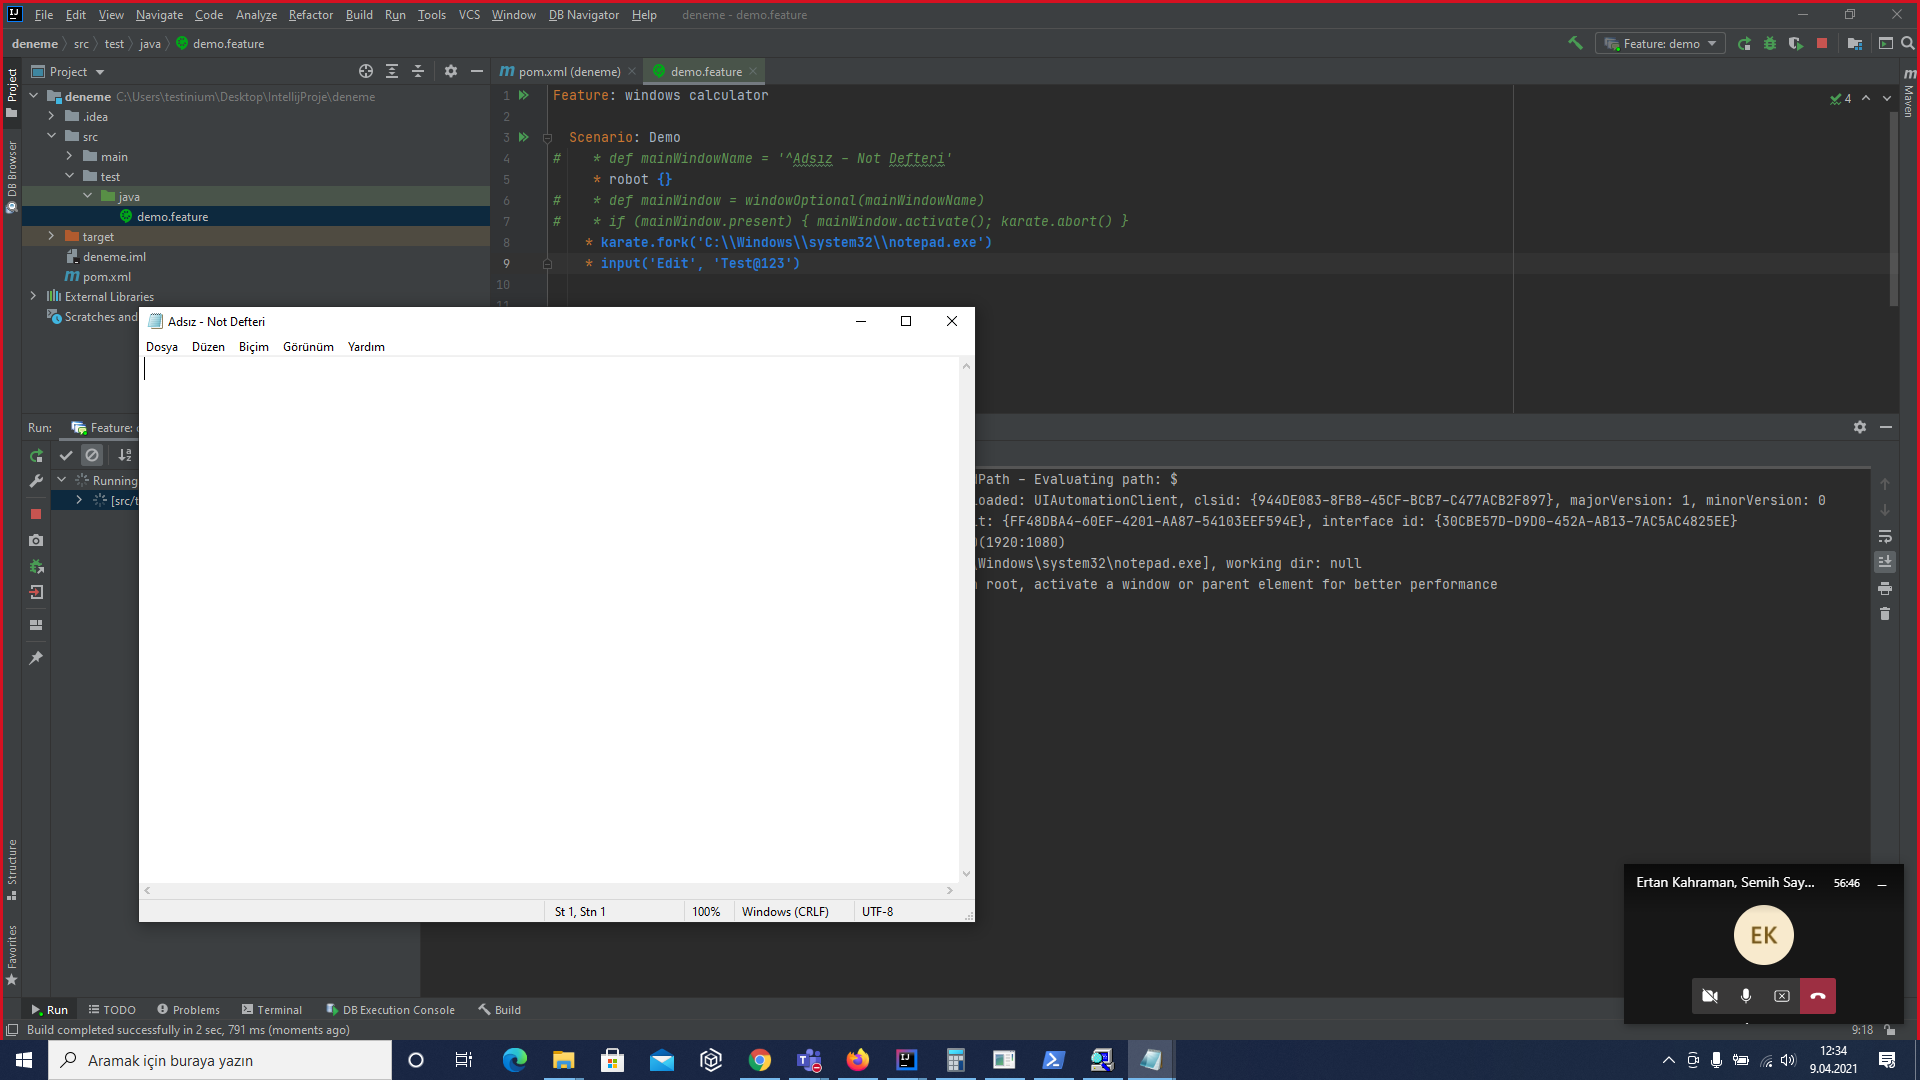 File Edit View Navigate Code Analyze Refactor Build Run Tools VCS Window DB Navigator Help deneme - demo.feature
deneme src test java demo.feature
Feature: demo
Project
pom.xml (deneme)
demo.feature
Project
DB Browser
Structure
Favorites
Maven
deneme C:\Users\testinium\Desktop\IntellijProje\deneme
.idea
src
main
test
java
demo.feature
target
deneme.iml
pom.xml
External Libraries
Scratches and
4
1 Feature: windows calculator
2
3 Scenario: Demo
4 # * def mainWindowName = '^Adsız - Not Defteri'
5 * robot {}
6 # * def mainWindow = windowOptional(mainWindowName)
7 # * if (mainWindow.present) { mainWindow.activate(); karate.abort() }
8 * karate.fork('C:\\Windows\\system32\\notepad.exe')
9 * input('Edit', 'Test@123')
10
Adsız - Not Defteri
Dosya Düzen Biçim Görünüm Yardım
St 1, Stn 1 100% Windows (CRLF) UTF-8
Run: Feature:
Running
[src/t
Path - Evaluating path: $
loaded: UIAutomationClient, clsid: {944DE083-8FB8-45CF-BCB7-C477ACB2F897}, majorVersion: 1, minorVersion: 0
it: {FF48DBA4-60EF-4201-AA87-54103EEF594E}, interface id: {30CBE57D-D9D0-452A-AB13-7AC5AC4825EE}
(1920:1080)
\Windows\system32\notepad.exe], working dir: null
root, activate a window or parent element for better performance
Ertan Kahraman, Semih Say... 56:46
EK
Run TODO Problems Terminal DB Execution Console Build
Build completed successfully in 2 sec, 791 ms (moments ago)
9:18
Aramak için buraya yazın
12:34
9.04.2021